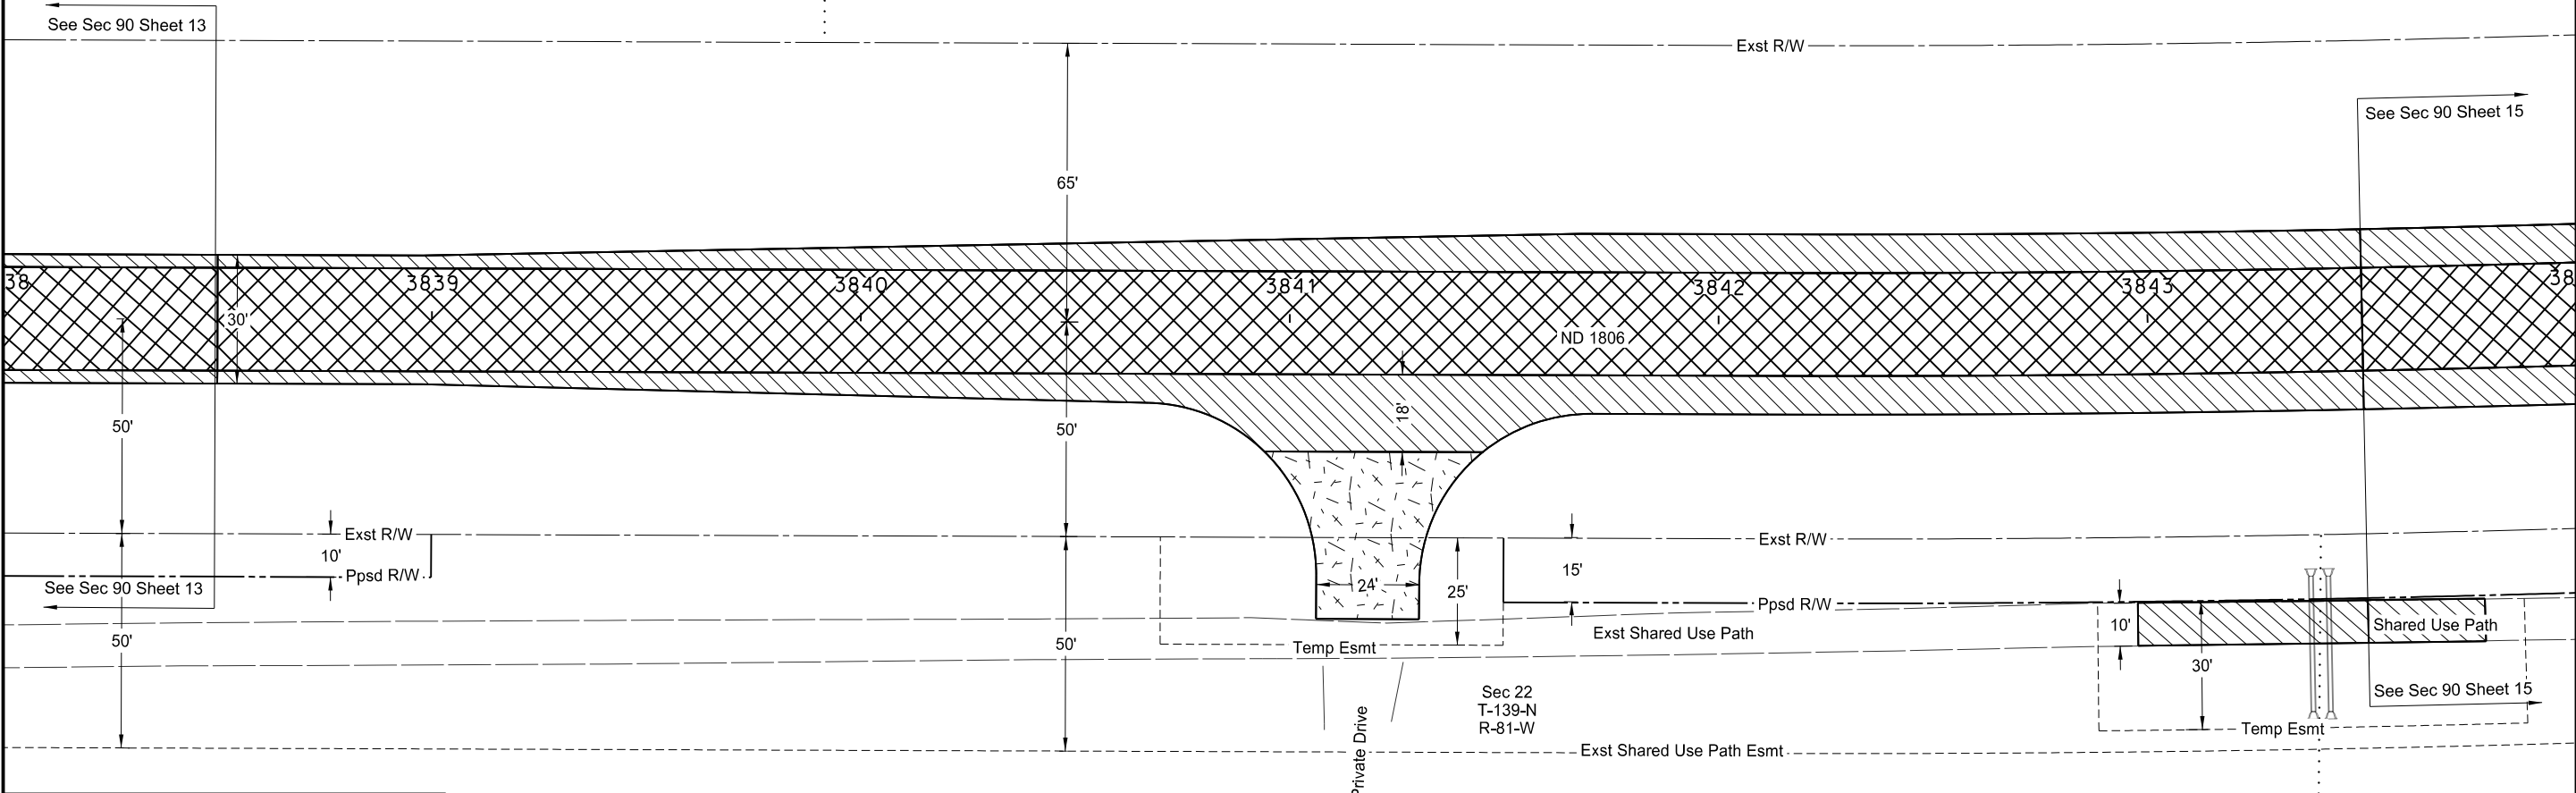 See Sec 90 Sheet 13
Exst R/W
See Sec 90 Sheet 15
65'
38
3839
3840
3841
3842
3843
38
30'
ND 1806
18'
50'
50'
Exst R/W
10'
Ppsd R/W
See Sec 90 Sheet 13
Exst R/W
15'
24'
25'
Ppsd R/W
10'
Shared Use Path
Exst Shared Use Path
50'
50'
Temp Esmt
30'
Sec 22
T-139-N
R-81-W
See Sec 90 Sheet 15
Temp Esmt
Exst Shared Use Path Esmt
Private Drive